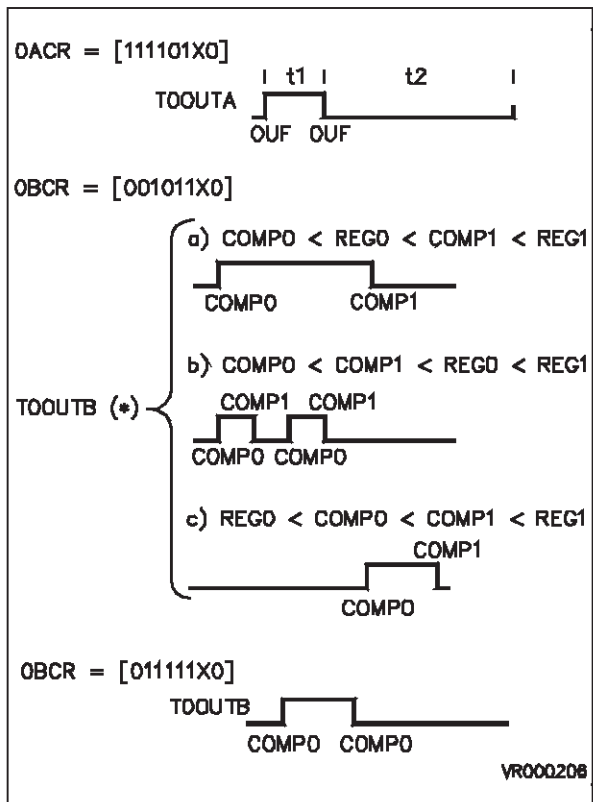 OACR = [111101X0]
t1 t2
T0OUTA
OUF OUF
OBCR = [001011X0]
a) COMP0 < REG0 < COMP1 < REG1
COMP0 COMP1
b) COMP0 < COMP1 < REG0 < REG1
T0OUTB (*)
COMP1 COMP1
COMP0 COMP0
c) REG0 < COMP0 < COMP1 < REG1
COMP1
COMP0
OBCR = [011111X0]
T0OUTB
COMP0 COMP0
VR000206